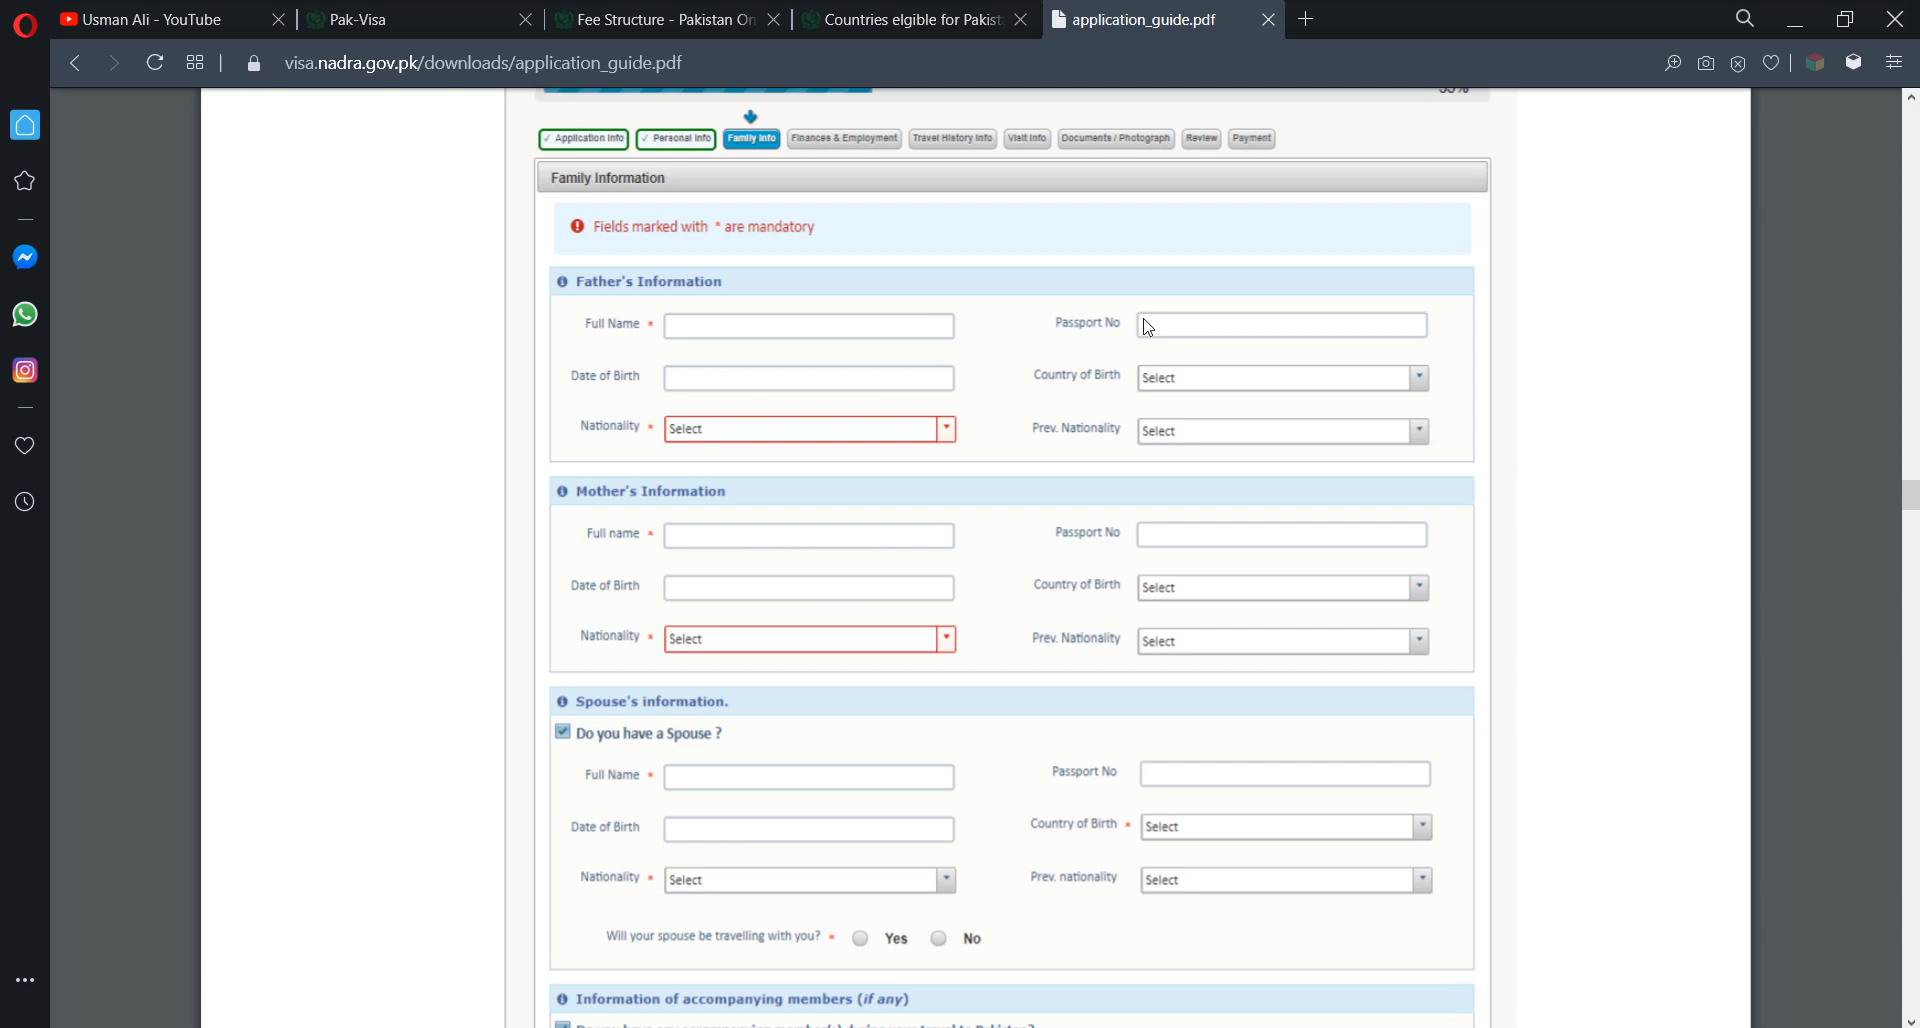 Usman Ali - YouTube
Pak-Visa
Fee Structure - Pakistan On
Countries elgible for Pakist
application_guide.pdf
visa.nadra.gov.pk/downloads/application_guide.pdf
✓ Application Info
✓ Personal Info
Family Info
Finances & Employment
Travel History Info
Visit Info
Documents / Photograph
Review
Payment
Family Information
Fields marked with * are mandatory
Father's Information
Full Name *
Passport No
Date of Birth
Country of Birth Select
Nationality * Select
Prev. Nationality Select
Mother's Information
Full name *
Passport No
Date of Birth
Country of Birth Select
Nationality * Select
Prev. Nationality Select
Spouse's information.
Do you have a Spouse ?
Full Name *
Passport No
Date of Birth
Country of Birth * Select
Nationality * Select
Prev. nationality Select
Will your spouse be travelling with you? * Yes No
Information of accompanying members (if any)